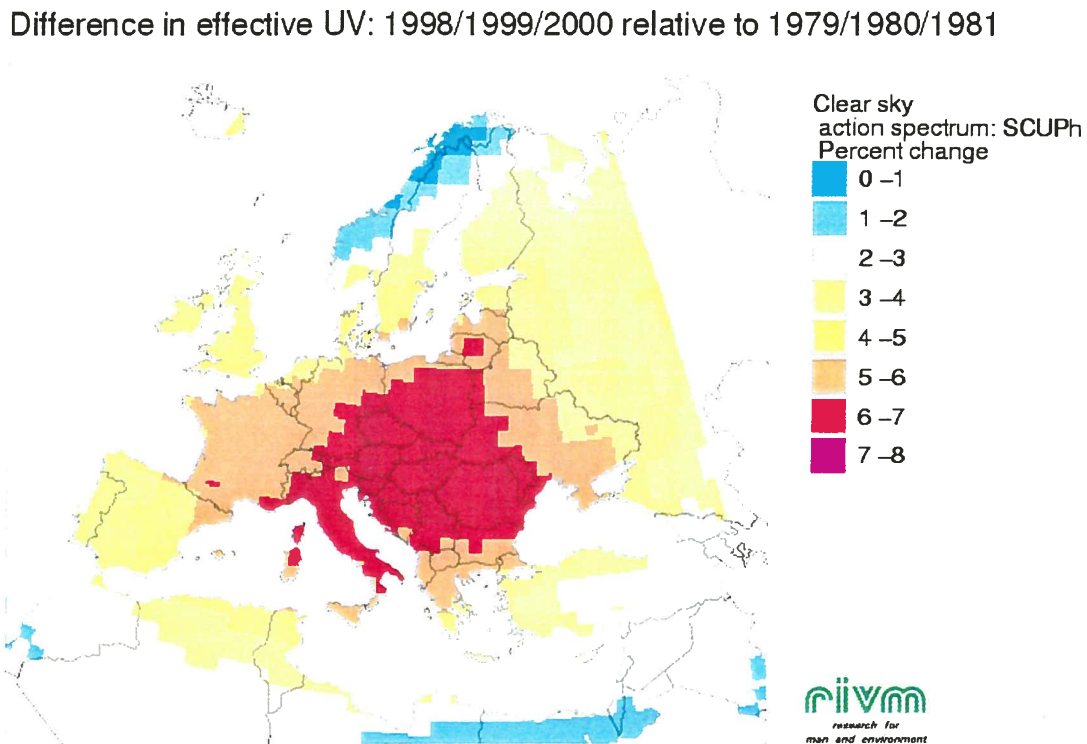 Difference in effective UV: 1998/1999/2000 relative to 1979/1980/1981
Clear sky
action spectrum: SCUPh
Percent change
0 –1
1 –2
2 –3
3 –4
4 –5
5 –6
6 –7
7 –8
riivm
research for
man and environment